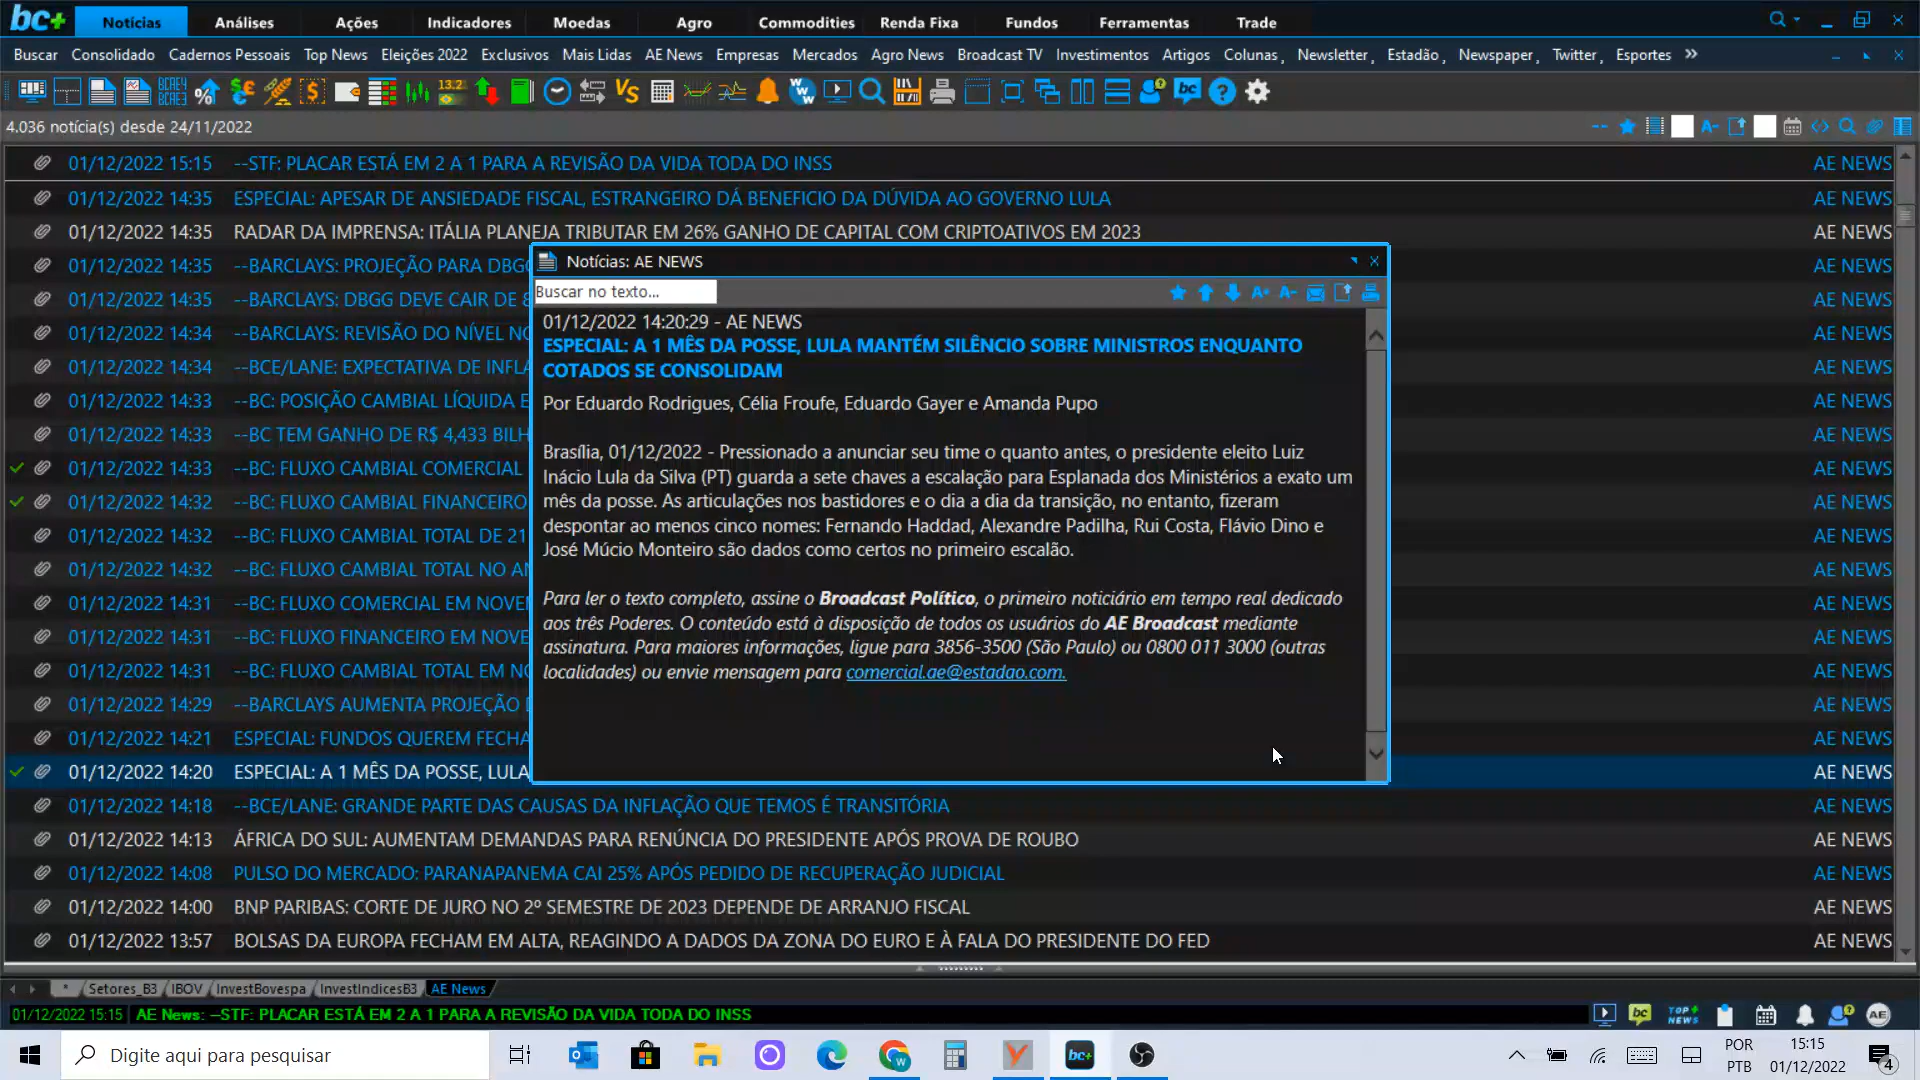 bc+ Notícias Análises Ações Indicadores Moedas Agro Commodities Renda Fixa Fundos Ferramentas Trade
Buscar Consolidado Cadernos Pessoais Top News Eleições 2022 Exclusivos Mais Lidas AE News Empresas Mercados Agro News Broadcast TV Investimentos Artigos Colunas Newsletter Estadão Newspaper Twitter Esportes »
4.036 notícia(s) desde 24/11/2022
01/12/2022 15:15 --STF: PLACAR ESTÁ EM 2 A 1 PARA A REVISÃO DA VIDA TODA DO INSS AE NEWS
01/12/2022 14:35 ESPECIAL: APESAR DE ANSIEDADE FISCAL, ESTRANGEIRO DÁ BENEFICIO DA DÚVIDA AO GOVERNO LULA AE NEWS
01/12/2022 14:35 RADAR DA IMPRENSA: ITÁLIA PLANEJA TRIBUTAR EM 26% GANHO DE CAPITAL COM CRIPTOATIVOS EM 2023 AE NEWS
01/12/2022 14:35 --BARCLAYS: PROJEÇÃO PARA DBGG AE NEWS
01/12/2022 14:35 --BARCLAYS: DBGG DEVE CAIR DE AE NEWS
01/12/2022 14:34 --BARCLAYS: REVISÃO DO NÍVEL AE NEWS
01/12/2022 14:34 --BCE/LANE: EXPECTATIVA DE INFLA AE NEWS
01/12/2022 14:33 --BC: POSIÇÃO CAMBIAL LÍQUIDA E AE NEWS
01/12/2022 14:33 --BC TEM GANHO DE R$ 4,433 BILH AE NEWS
01/12/2022 14:33 --BC: FLUXO CAMBIAL COMERCIAL AE NEWS
01/12/2022 14:32 --BC: FLUXO CAMBIAL FINANCEIRO AE NEWS
01/12/2022 14:32 --BC: FLUXO CAMBIAL TOTAL DE 21 AE NEWS
01/12/2022 14:32 --BC: FLUXO CAMBIAL TOTAL NO AE NEWS
01/12/2022 14:31 --BC: FLUXO COMERCIAL EM NOVEM AE NEWS
01/12/2022 14:31 --BC: FLUXO FINANCEIRO EM NOVE AE NEWS
01/12/2022 14:31 --BC: FLUXO CAMBIAL TOTAL EM NO AE NEWS
01/12/2022 14:29 --BARCLAYS AUMENTA PROJEÇÃO AE NEWS
01/12/2022 14:21 ESPECIAL: FUNDOS QUEREM FECHA AE NEWS
01/12/2022 14:20 ESPECIAL: A 1 MÊS DA POSSE, LULA AE NEWS
01/12/2022 14:18 --BCE/LANE: GRANDE PARTE DAS CAUSAS DA INFLAÇÃO QUE TEMOS É TRANSITÓRIA AE NEWS
01/12/2022 14:13 ÁFRICA DO SUL: AUMENTAM DEMANDAS PARA RENÚNCIA DO PRESIDENTE APÓS PROVA DE ROUBO AE NEWS
01/12/2022 14:08 PULSO DO MERCADO: PARANAPANEMA CAI 25% APÓS PEDIDO DE RECUPERAÇÃO JUDICIAL AE NEWS
01/12/2022 14:00 BNP PARIBAS: CORTE DE JURO NO 2º SEMESTRE DE 2023 DEPENDE DE ARRANJO FISCAL AE NEWS
01/12/2022 13:57 BOLSAS DA EUROPA FECHAM EM ALTA, REAGINDO A DADOS DA ZONA DO EURO E À FALA DO PRESIDENTE DO FED AE NEWS
Notícias: AE NEWS
Buscar no texto...
01/12/2022 14:20:29 - AE NEWS
ESPECIAL: A 1 MÊS DA POSSE, LULA MANTÉM SILÊNCIO SOBRE MINISTROS ENQUANTO
COTADOS SE CONSOLIDAM
Por Eduardo Rodrigues, Célia Froufe, Eduardo Gayer e Amanda Pupo
Brasília, 01/12/2022 - Pressionado a anunciar seu time o quanto antes, o presidente eleito Luiz
Inácio Lula da Silva (PT) guarda a sete chaves a escalação para Esplanada dos Ministérios a exato um
mês da posse. As articulações nos bastidores e o dia a dia da transição, no entanto, fizeram
despontar ao menos cinco nomes: Fernando Haddad, Alexandre Padilha, Rui Costa, Flávio Dino e
José Múcio Monteiro são dados como certos no primeiro escalão.
Para ler o texto completo, assine o Broadcast Político, o primeiro noticiário em tempo real dedicado
aos três Poderes. O conteúdo está à disposição de todos os usuários do AE Broadcast mediante
assinatura. Para maiores informações, ligue para 3856-3500 (São Paulo) ou 0800 011 3000 (outras
localidades) ou envie mensagem para comercial.ae@estadao.com.
* Setores_B3 IBOV InvestBovespa InvestIndicesB3 AE News
01/12/2022 15:15 AE News: --STF: PLACAR ESTÁ EM 2 A 1 PARA A REVISÃO DA VIDA TODA DO INSS bc TOP NEWS AE
Digite aqui para pesquisar bc+ POR 15:15
PTB 01/12/2022 4